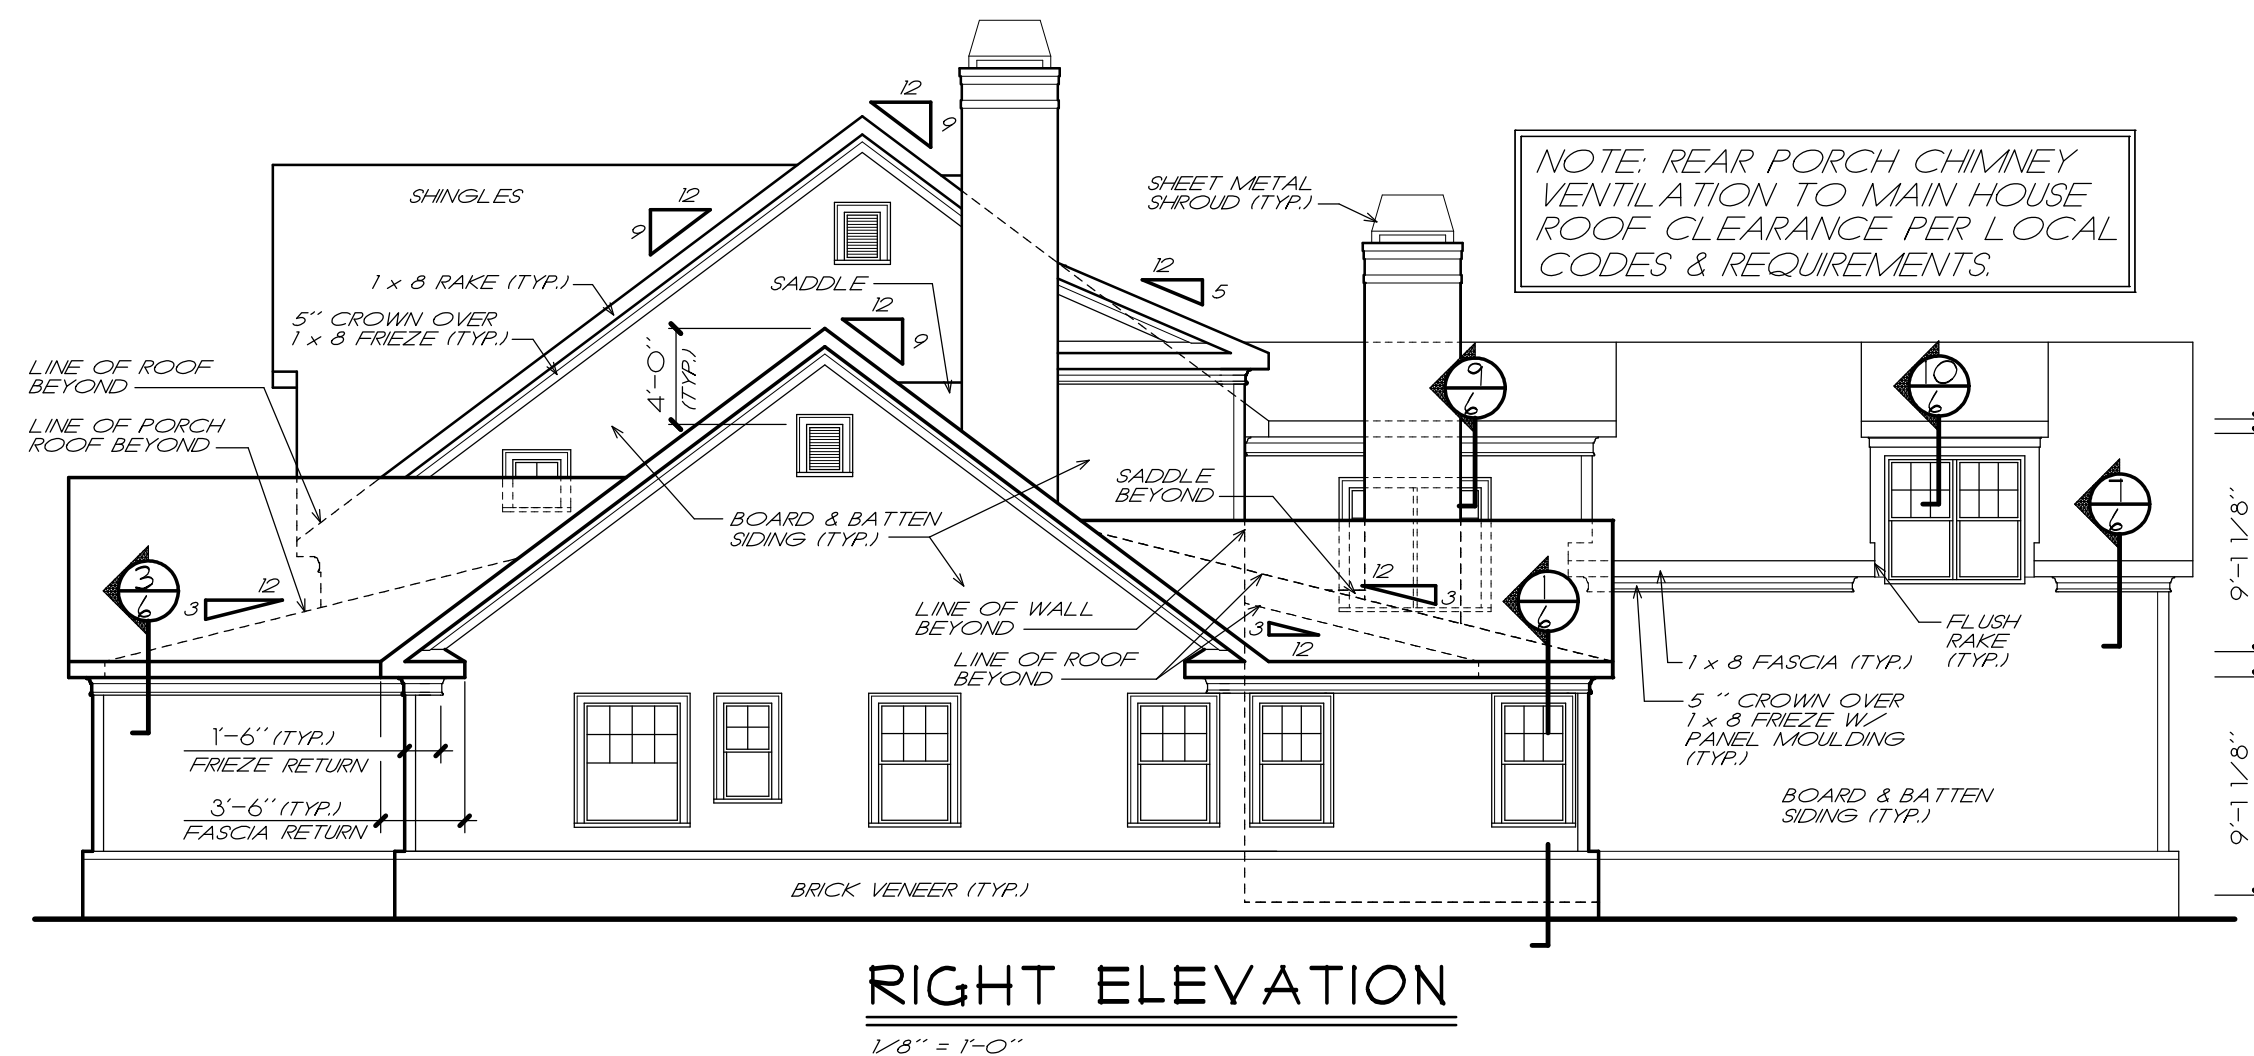 12
9
NOTE: REAR PORCH CHIMNEY
VENTILATION TO MAIN HOUSE
ROOF CLEARANCE PER LOCAL
CODES & REQUIREMENTS.
SHINGLES
12
9
SHEET METAL
SHROUD (TYP.)
1 x 8 RAKE (TYP.)
SADDLE
12
5
5" CROWN OVER
1 x 8 FRIEZE (TYP.)
12
9
4'-0"
(TYP.)
LINE OF ROOF
BEYOND
LINE OF PORCH
ROOF BEYOND
9
6
10
6
SADDLE
BEYOND
BOARD & BATTEN
SIDING (TYP.)
1
6
9'-1 1/8"
3
6
12
3
12
3
1
6
LINE OF WALL
BEYOND
3
12
LINE OF ROOF
BEYOND
FLUSH
RAKE
(TYP.)
1 x 8 FASCIA (TYP.)
5 " CROWN OVER
1 x 8 FRIEZE W/
PANEL MOULDING
(TYP.)
1'-6" (TYP.)
FRIEZE RETURN
3'-6" (TYP.)
FASCIA RETURN
BOARD & BATTEN
SIDING (TYP.)
9'-1 1/8"
BRICK VENEER (TYP.)
RIGHT ELEVATION
1/8" = 1'-0"